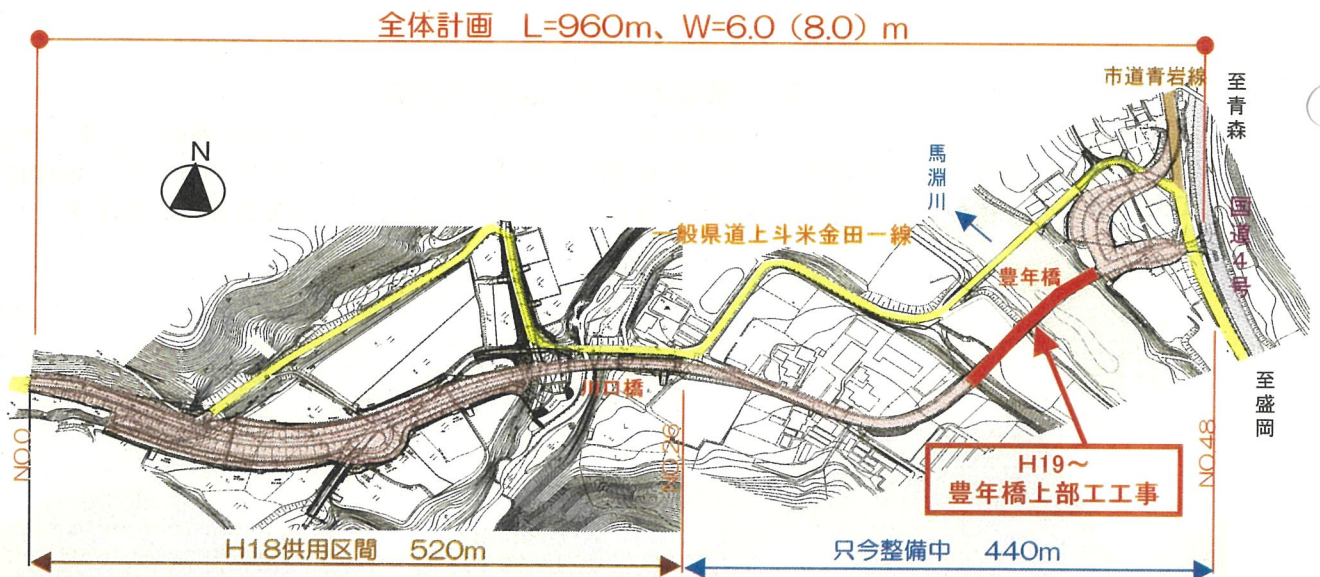 全体計画 L=960m、W=6.0（8.0）m
市道青岩線
至青森
N
馬淵川
一般県道上斗米金田一線
国道4号
豊年橋
川口橋
至盛岡
NO.0
NO.26
NO.48
H19～
豊年橋上部工工事
H18供用区間 520m
只今整備中 440m